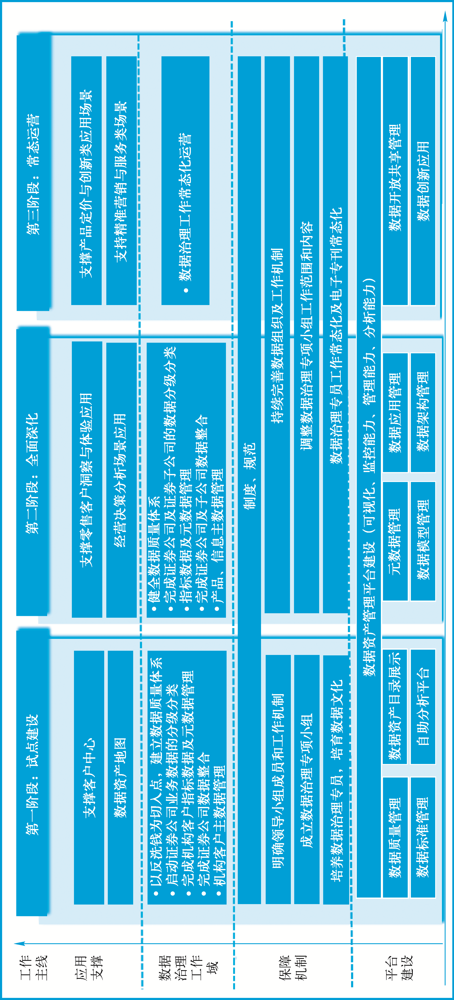 工作
主线
第一阶段：试点建设
第二阶段：全面深化
第三阶段：常态运营
应用
支撑
支撑客户中心
数据资产地图
支撑零售客户洞察与体验应用
经营决策分析场景应用
支撑产品定价与创新类应用场景
支持精准营销与服务类场景
数据
治理
工作
域
• 以反洗钱为切入点，建立数据质量体系
• 启动证券公司业务数据的分级分类
• 完成机构客户指标数据及元数据管理
• 完成证券公司数据整合
• 机构客户主数据管理
• 健全数据质量体系
• 完成证券公司及证券子公司的数据分级分类
• 指标数据及元数据管理
• 完成证券公司及子公司数据整合
• 产品、信息主数据管理
• 数据治理工作常态化运营
保障
机制
制度、规范
明确领导小组成员和工作机制
持续完善数据组织及工作机制
成立数据治理专项小组
调整数据治理专项小组工作范围和内容
培养数据治理专员，培育数据文化
数据治理专员工作常态化及电子专刊常态化
平台
建设
数据资产管理平台建设（可视化、监控能力、管理能力、分析能力）
数据质量管理
数据资产目录展示
元数据管理
数据应用管理
数据开放共享管理
数据标准管理
自助分析平台
数据模型管理
数据架构管理
数据创新应用